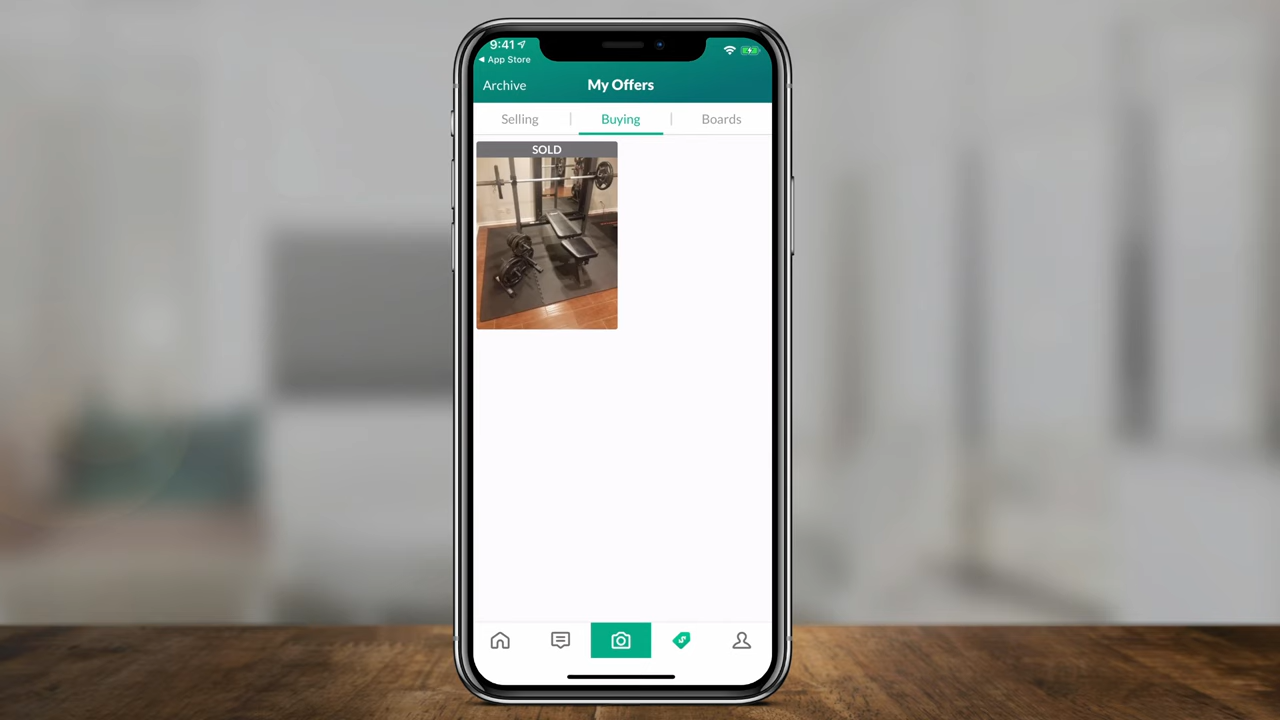 9:41
App Store
Archive
My Offers
Selling
Buying
Boards
SOLD